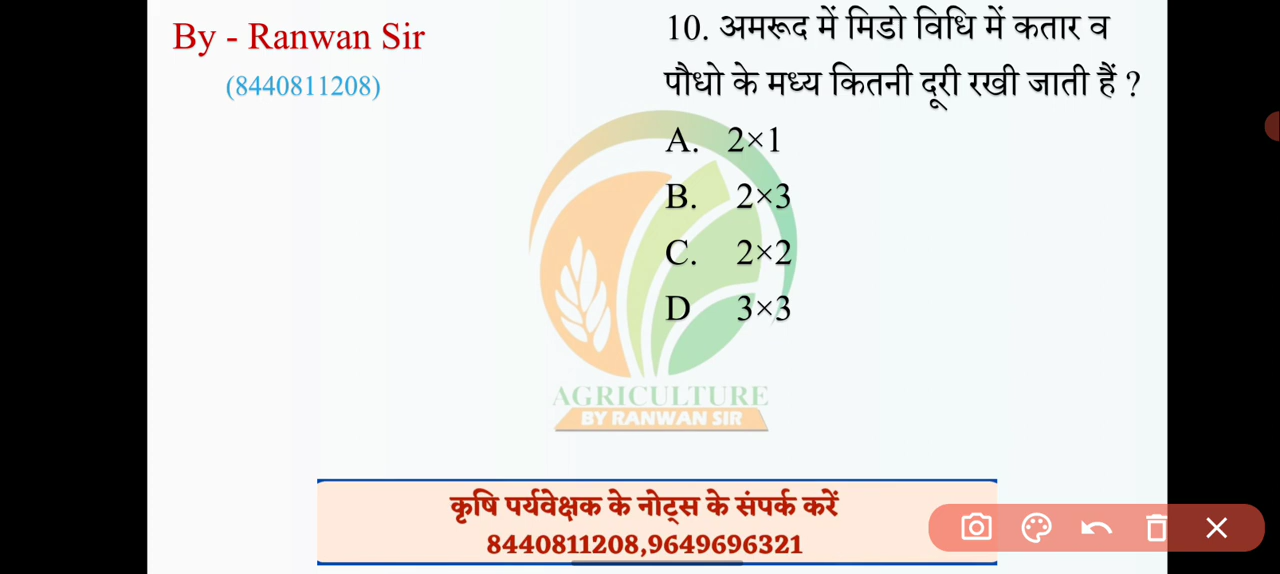 By - Ranwan Sir
(8440811208)
10. अमरूद में मिडो विधि में कतार व
पौधो के मध्य कितनी दूरी रखी जाती हैं ?
A. 2×1
B. 2×3
C. 2×2
D 3×3
AGRICULTURE
BY RANWAN SIR
कृषि पर्यवेक्षक के नोट्स के संपर्क करें
8440811208,9649696321